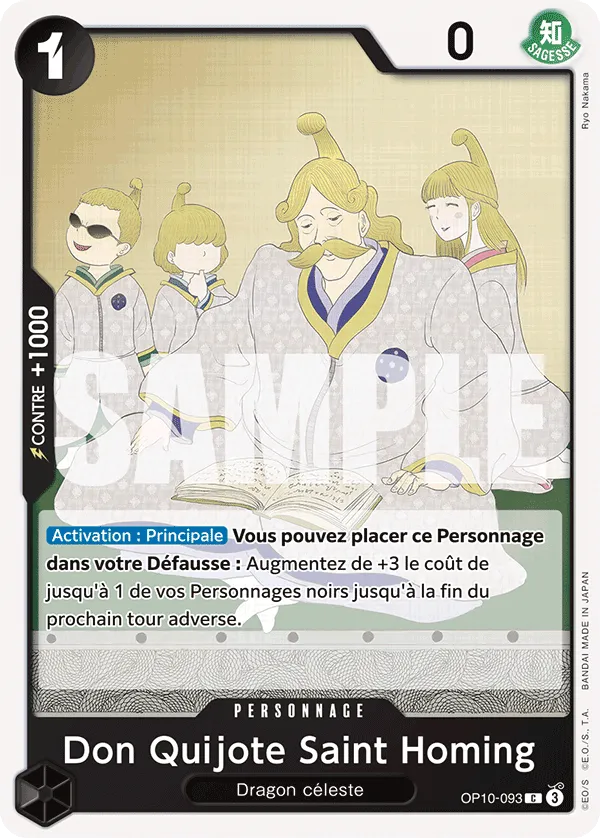 1
0
知
SAGESSE
Ryo Nakama
CONTRE +1000
SAMPLE
Activation : Principale Vous pouvez placer ce Personnage
dans votre Défausse : Augmentez de +3 le coût de
jusqu'à 1 de vos Personnages noirs jusqu'à la fin du
prochain tour adverse.
PERSONNAGE
Don Quijote Saint Homing
Dragon céleste
OP10-093 C 3
©EO/S ©E.O./S., T.A. BANDAI MADE IN JAPAN